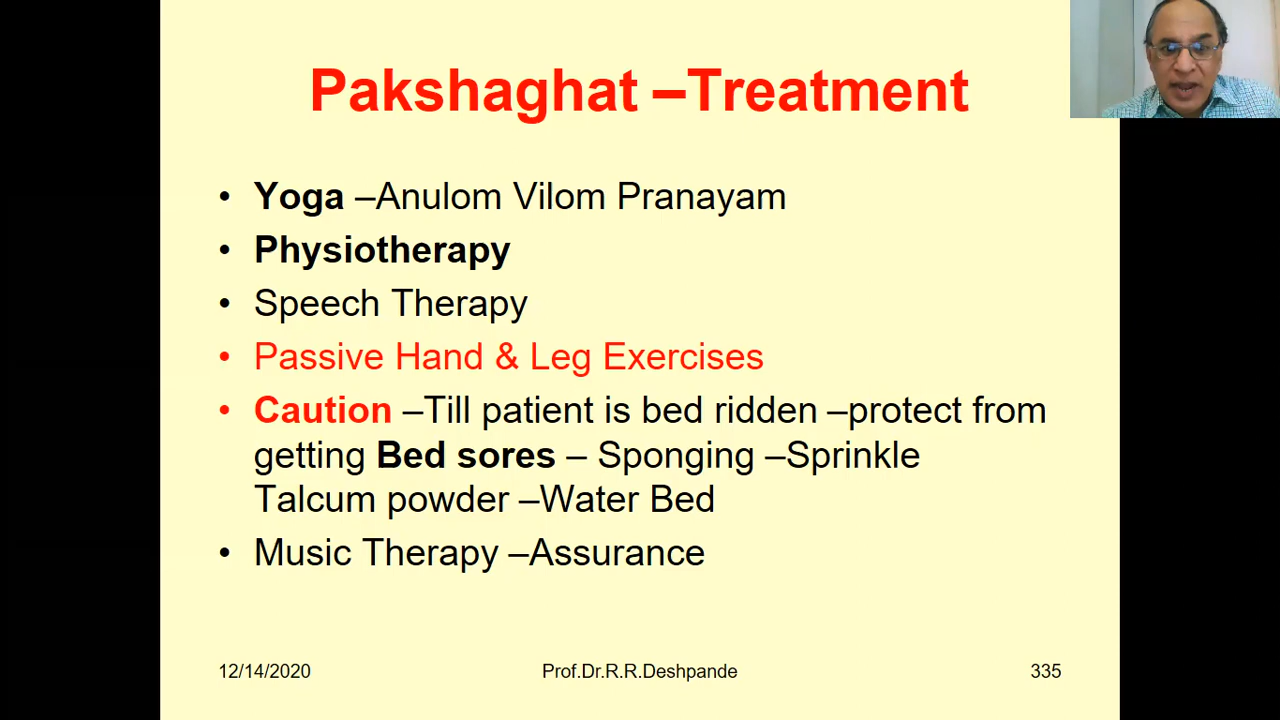 Pakshaghat –Treatment
• Yoga –Anulom Vilom Pranayam
• Physiotherapy
• Speech Therapy
• Passive Hand & Leg Exercises
• Caution –Till patient is bed ridden –protect from
getting Bed sores – Sponging –Sprinkle
Talcum powder –Water Bed
• Music Therapy –Assurance
12/14/2020 Prof.Dr.R.R.Deshpande 335